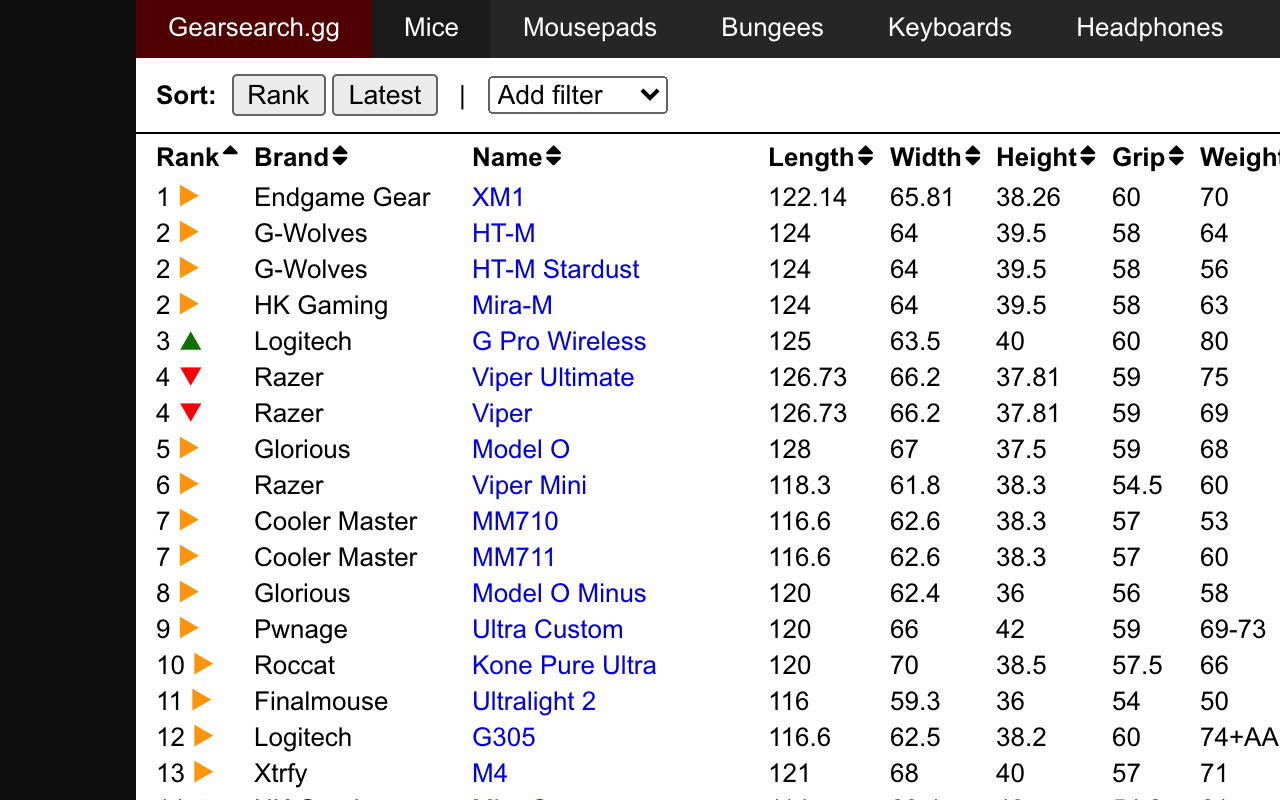 Gearsearch.gg Mice Mousepads Bungees Keyboards Headphones
Sort: Rank Latest | Add filter
Rank Brand Name Length Width Height Grip Weight
1 Endgame Gear XM1 122.14 65.81 38.26 60 70
2 G-Wolves HT-M 124 64 39.5 58 64
2 G-Wolves HT-M Stardust 124 64 39.5 58 56
2 HK Gaming Mira-M 124 64 39.5 58 63
3 Logitech G Pro Wireless 125 63.5 40 60 80
4 Razer Viper Ultimate 126.73 66.2 37.81 59 75
4 Razer Viper 126.73 66.2 37.81 59 69
5 Glorious Model O 128 67 37.5 59 68
6 Razer Viper Mini 118.3 61.8 38.3 54.5 60
7 Cooler Master MM710 116.6 62.6 38.3 57 53
7 Cooler Master MM711 116.6 62.6 38.3 57 60
8 Glorious Model O Minus 120 62.4 36 56 58
9 Pwnage Ultra Custom 120 66 42 59 69-73
10 Roccat Kone Pure Ultra 120 70 38.5 57.5 66
11 Finalmouse Ultralight 2 116 59.3 36 54 50
12 Logitech G305 116.6 62.5 38.2 60 74+AA
13 Xtrfy M4 121 68 40 57 71